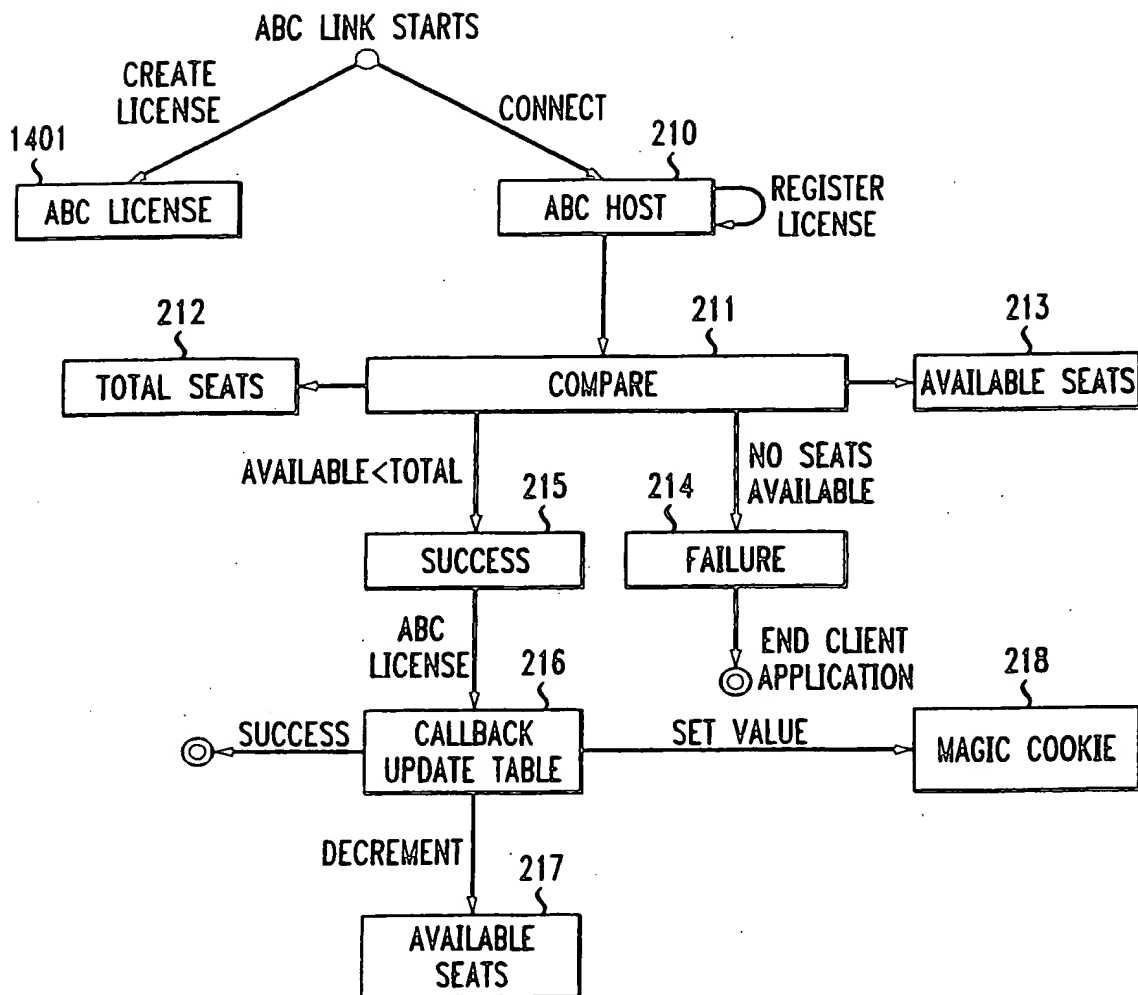 ABC LINK STARTS
CREATE
LICENSE
CONNECT
1401
210
ABC LICENSE
ABC HOST
REGISTER
LICENSE
212
211
213
TOTAL SEATS
COMPARE
AVAILABLE SEATS
AVAILABLE<TOTAL
NO SEATS
AVAILABLE
215
214
SUCCESS
FAILURE
ABC
LICENSE
END CLIENT
APPLICATION
216
218
SUCCESS
CALLBACK
UPDATE TABLE
SET VALUE
MAGIC COOKIE
DECREMENT
217
AVAILABLE
SEATS